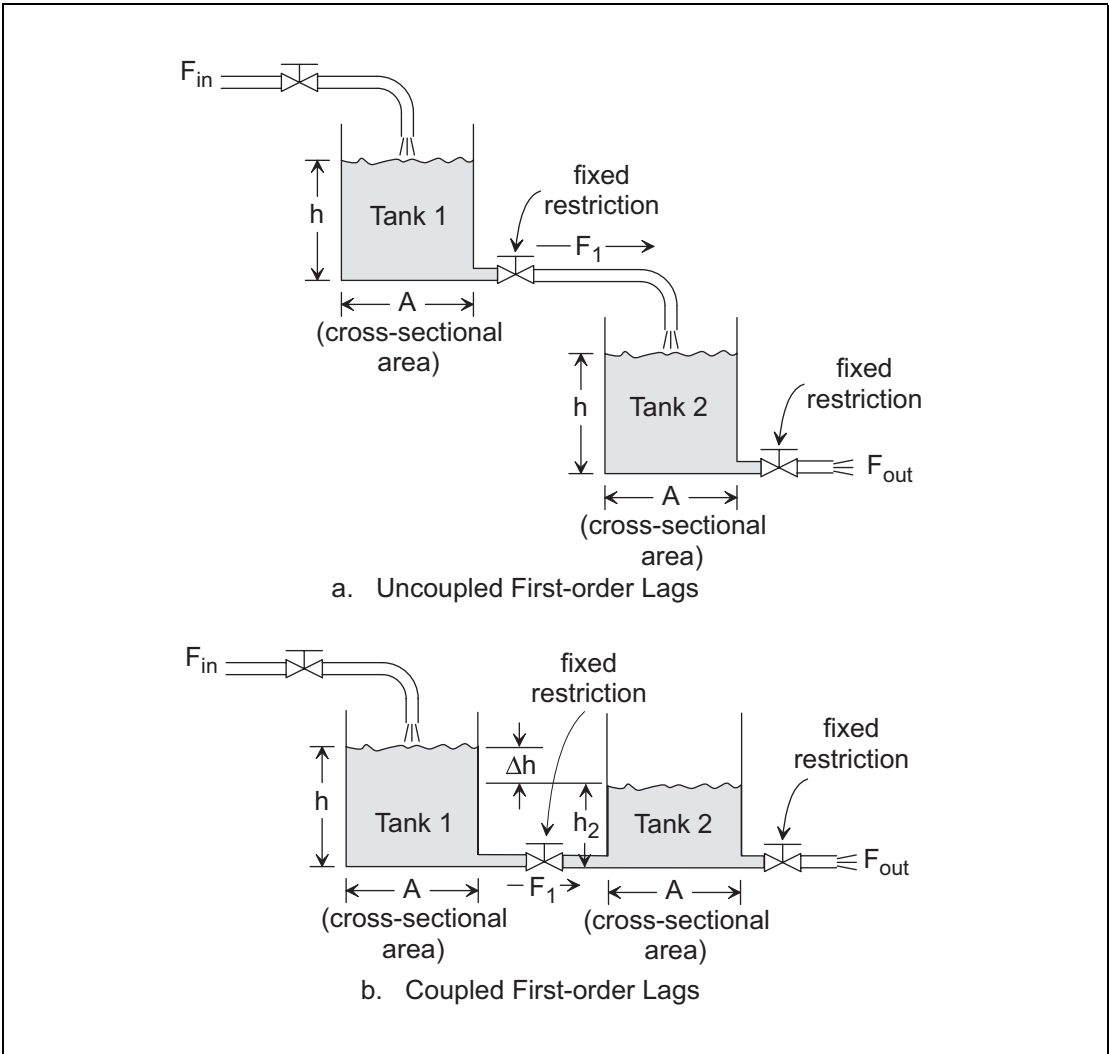 F_in
fixed
restriction
h
Tank 1
F_1
A
(cross-sectional
area)
fixed
restriction
h
Tank 2
F_out
A
(cross-sectional
area)
a. Uncoupled First-order Lags
F_in
fixed
restriction
fixed
restriction
Δh
h
Tank 1
h_2
Tank 2
F_out
A
F_1
A
(cross-sectional
area)
(cross-sectional
area)
b. Coupled First-order Lags